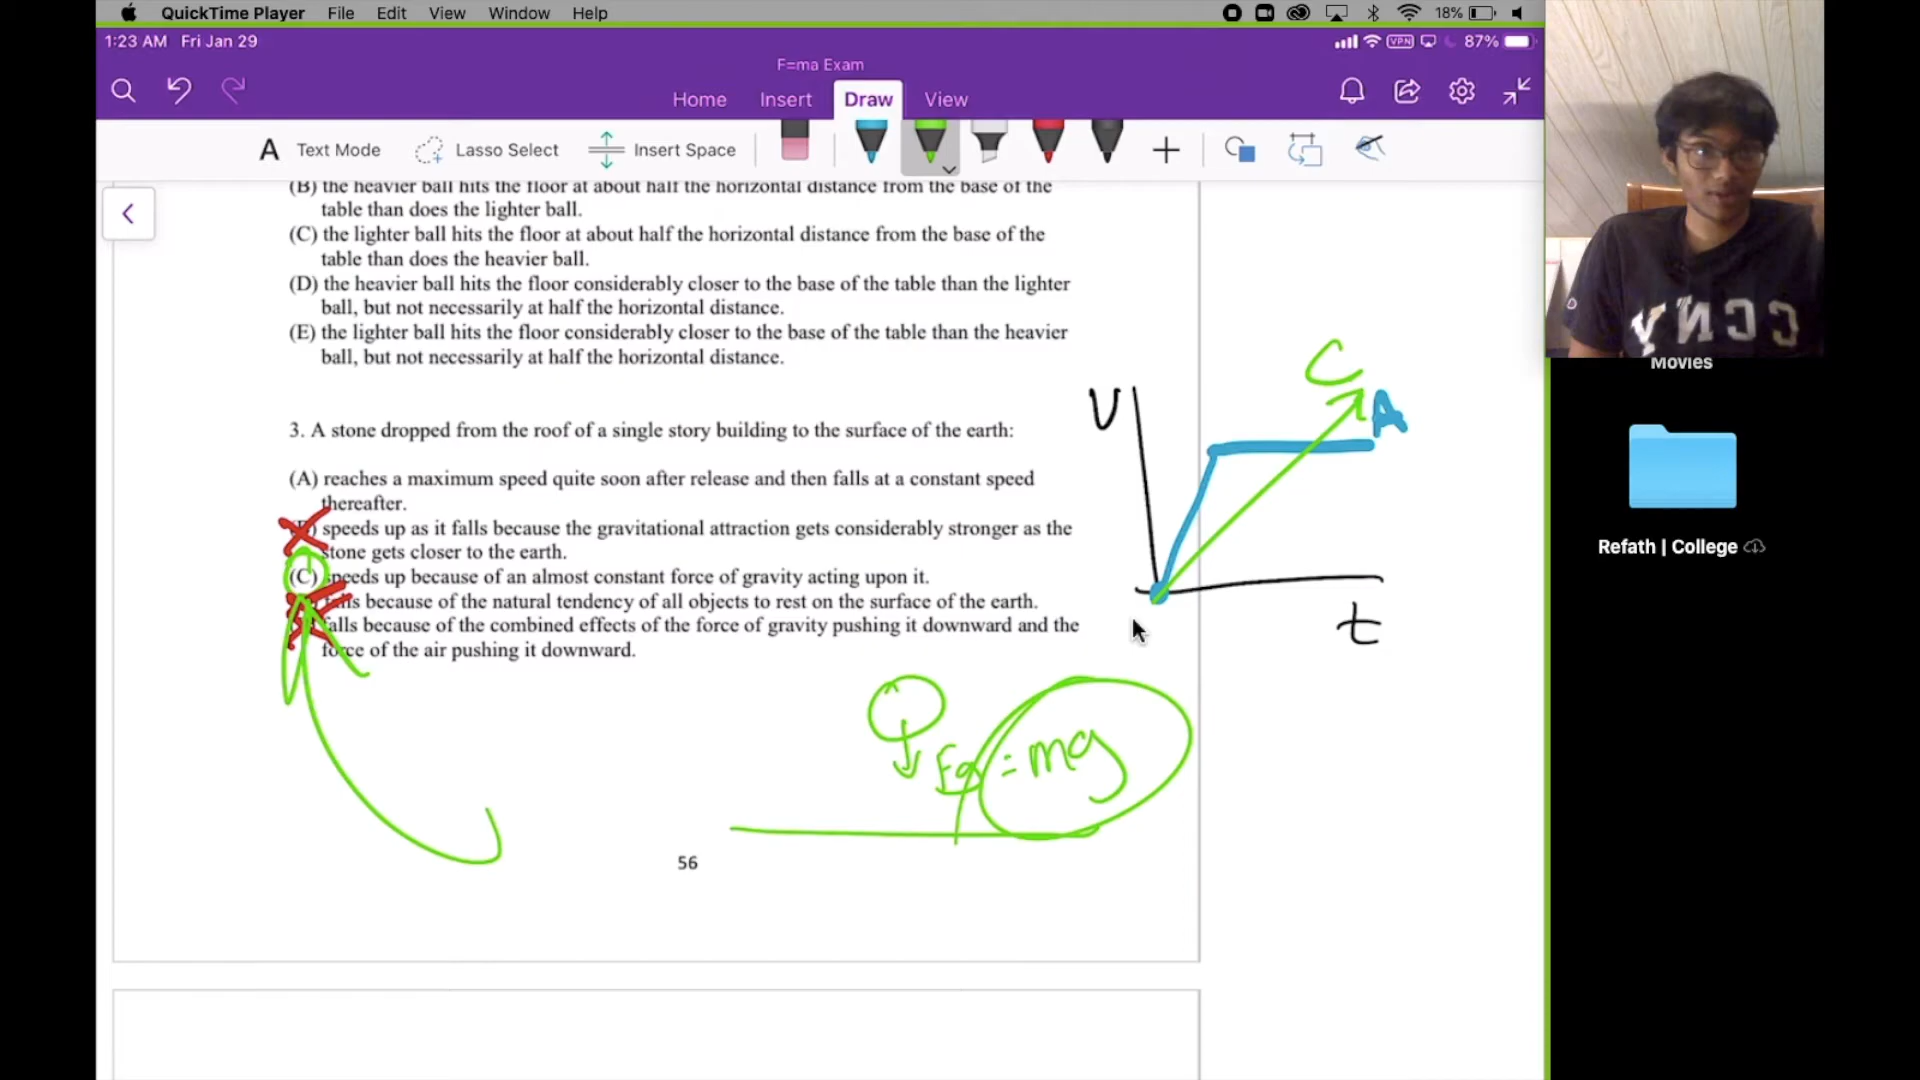 QuickTime Player File Edit View Window Help 18%
1:23 AM Fri Jan 29 VPN 87%
F=ma Exam
Home Insert Draw View
A Text Mode Lasso Select Insert Space
(B) the heavier ball hits the floor at about half the horizontal distance from the base of the
table than does the lighter ball.
(C) the lighter ball hits the floor at about half the horizontal distance from the base of the
table than does the heavier ball.
(D) the heavier ball hits the floor considerably closer to the base of the table than the lighter
ball, but not necessarily at half the horizontal distance.
(E) the lighter ball hits the floor considerably closer to the base of the table than the heavier
ball, but not necessarily at half the horizontal distance.
3. A stone dropped from the roof of a single story building to the surface of the earth:
(A) reaches a maximum speed quite soon after release and then falls at a constant speed
thereafter.
speeds up as it falls because the gravitational attraction gets considerably stronger as the
stone gets closer to the earth.
(C) speeds up because of an almost constant force of gravity acting upon it.
falls because of the natural tendency of all objects to rest on the surface of the earth.
falls because of the combined effects of the force of gravity pushing it downward and the
force of the air pushing it downward.
56
V
C
A
t
Fg = mg
CCNY
Movies
Refath | College